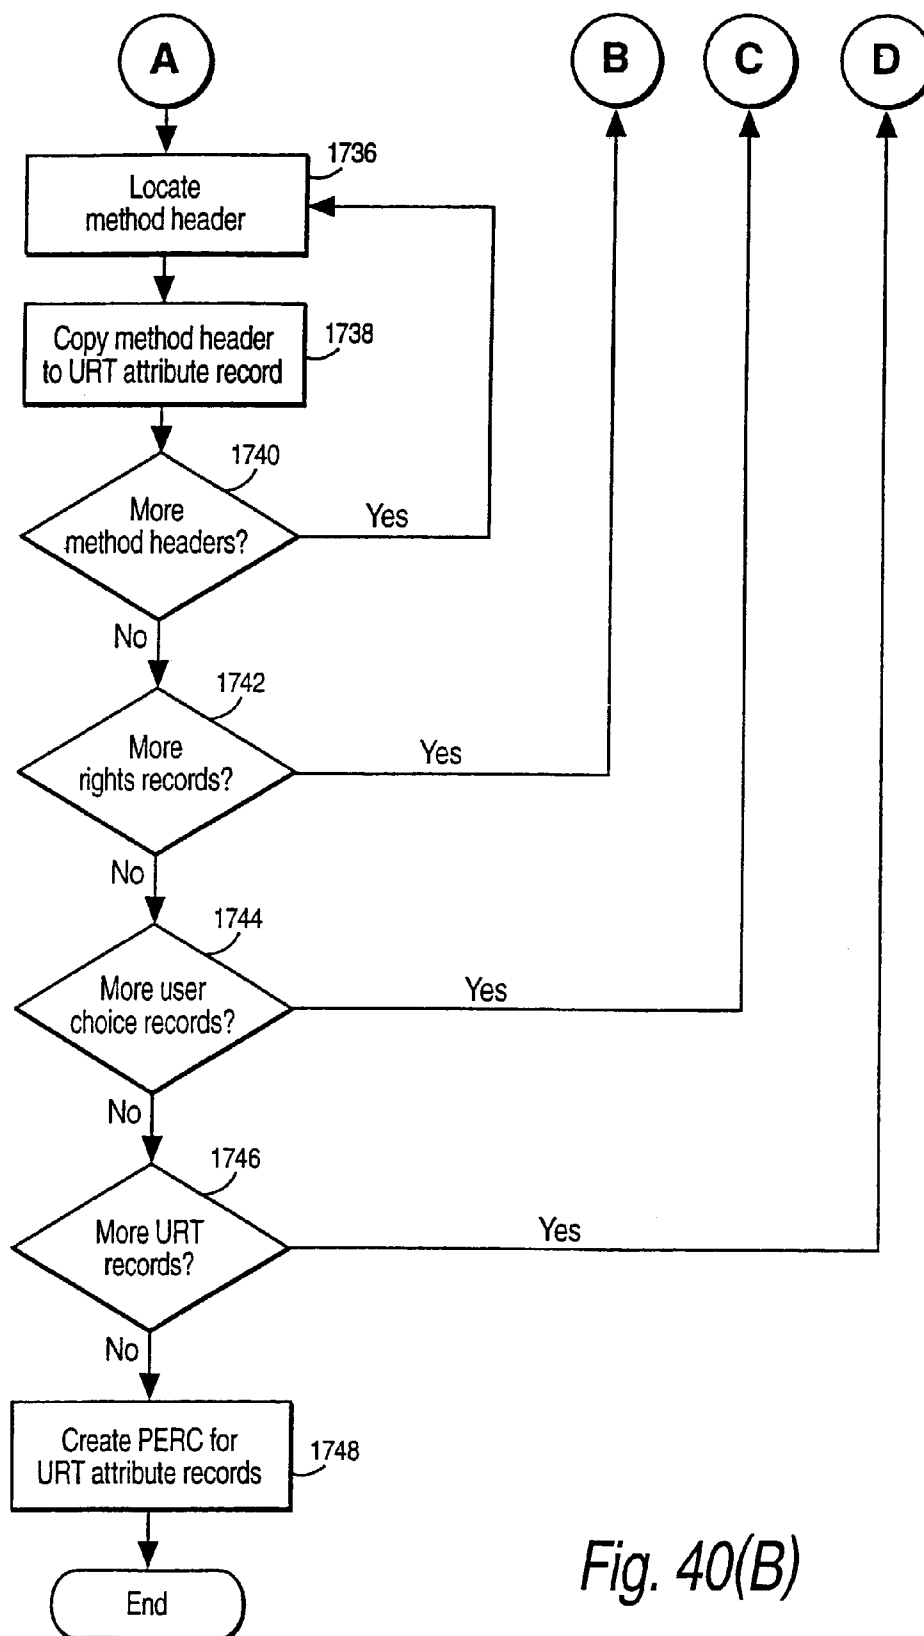 A
B
C
D
1736
Locate
method header
1738
Copy method header
to URT attribute record
1740
More
method headers?
Yes
No
1742
More
rights records?
Yes
No
1744
More user
choice records?
Yes
No
1746
More URT
records?
Yes
No
Create PERC for
URT attribute records
1748
End
Fig. 40(B)